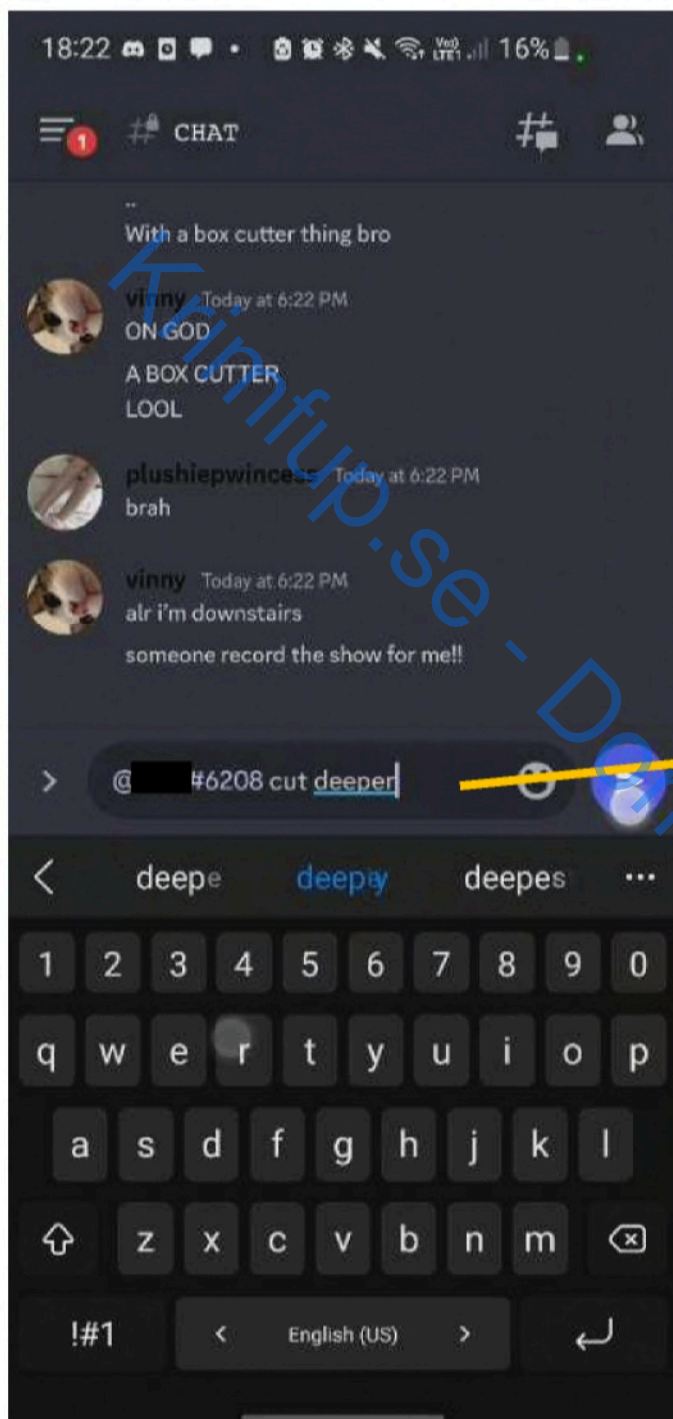 18:22 16%
1 # CHAT
..
With a box cutter thing bro
vinny Today at 6:22 PM
ON GOD
A BOX CUTTER
LOOL
plushiepwincess Today at 6:22 PM
brah
vinny Today at 6:22 PM
alr i'm downstairs
someone record the show for me!!
@ #6208 cut deeper
deepe deeply deepes
1 2 3 4 5 6 7 8 9 0
q w e r t y u i o p
a s d f g h j k l
z x c v b n m
!#1 < English (US) >
Krimfup.se -